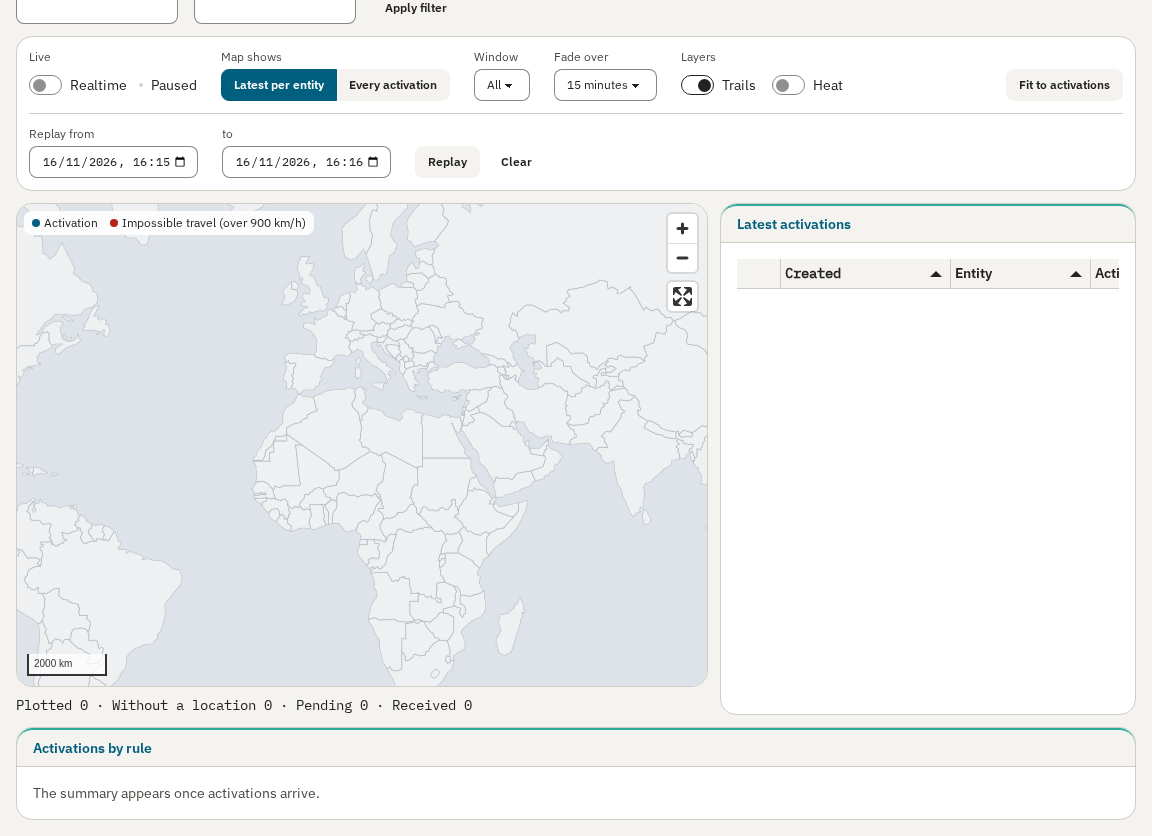 Apply filter
Live
Map shows
Window
Fade over
Layers
Realtime
Paused
Latest per entity
Every activation
All
15 minutes
Trails
Heat
Fit to activations
Replay from
to
16/11/2026, 16:15
16/11/2026, 16:16
Replay
Clear
Activation
Impossible travel (over 900 km/h)
2000 km
Plotted 0 · Without a location 0 · Pending 0 · Received 0
Latest activations
Created
Entity
Acti
Activations by rule
The summary appears once activations arrive.